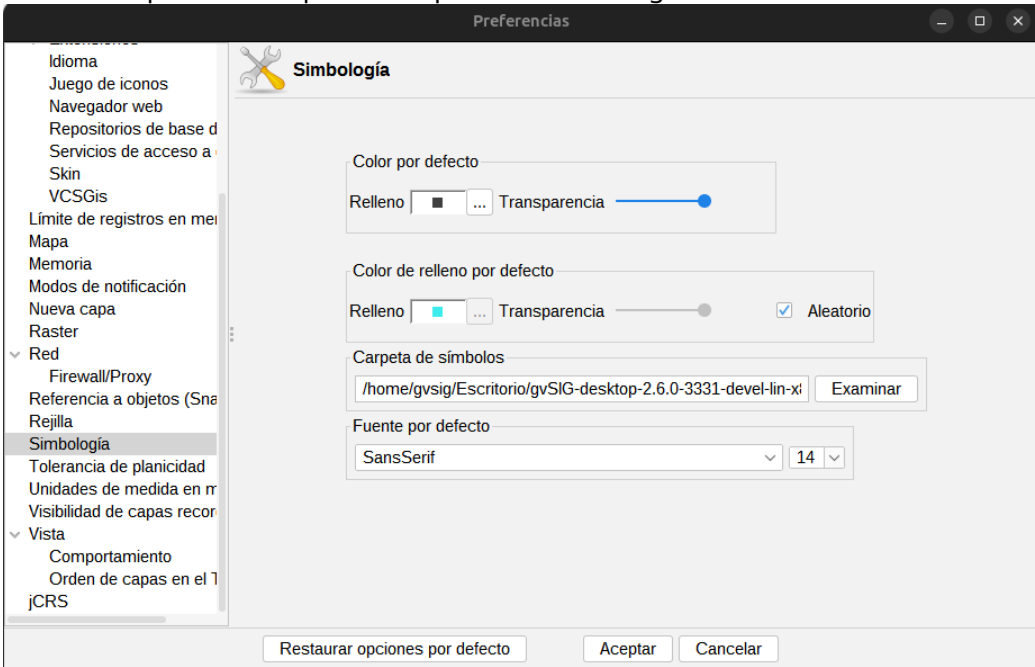 Preferencias
Idioma
Juego de iconos
Navegador web
Repositorios de base d
Servicios de acceso a
Skin
VCSGis
Límite de registros en me
Mapa
Memoria
Modos de notificación
Nueva capa
Raster
Red
Firewall/Proxy
Referencia a objetos (Sna
Rejilla
Simbología
Tolerancia de planicidad
Unidades de medida en m
Visibilidad de capas recor
Vista
Comportamiento
Orden de capas en el T
jCRS
Simbología
Color por defecto
Relleno ... Transparencia
Color de relleno por defecto
Relleno ... Transparencia Aleatorio
Carpeta de símbolos
/home/gvsig/Escritorio/gvSIG-desktop-2.6.0-3331-devel-lin-x Examinar
Fuente por defecto
SansSerif 14
Restaurar opciones por defecto Aceptar Cancelar